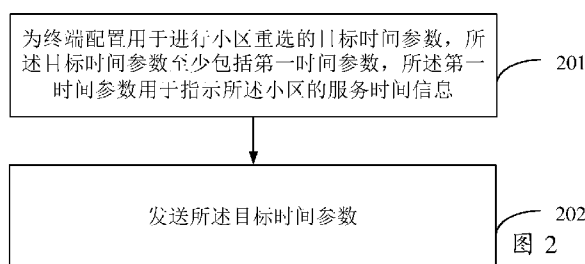 为终端配置用于进行小区重选的目标时间参数，所
述目标时间参数至少包括第一时间参数，所述第一
时间参数用于指示所述小区的服务时间信息
201
发送所述目标时间参数
202
图 2